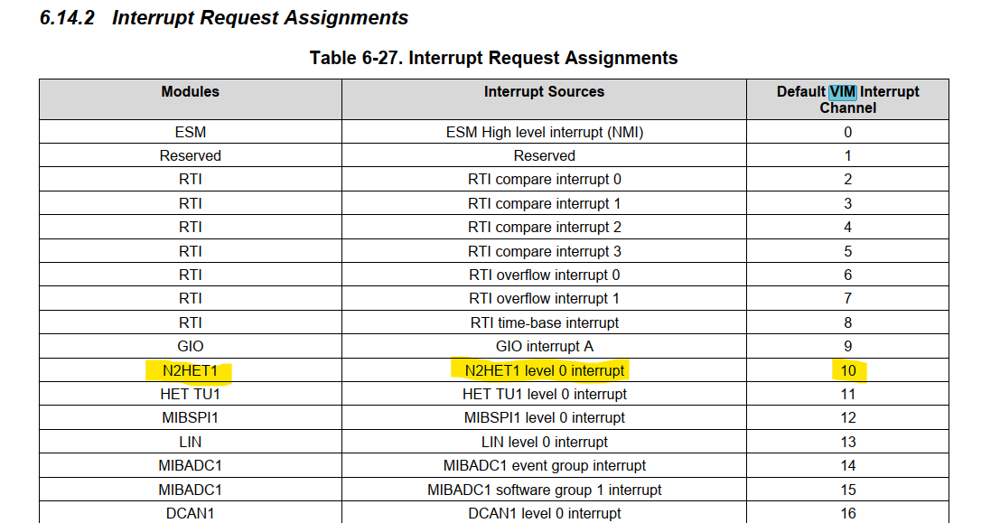 6.14.2 Interrupt Request Assignments
Table 6-27. Interrupt Request Assignments
Modules Interrupt Sources Default VIM Interrupt
Channel
ESM ESM High level interrupt (NMI) 0
Reserved Reserved 1
RTI RTI compare interrupt 0 2
RTI RTI compare interrupt 1 3
RTI RTI compare interrupt 2 4
RTI RTI compare interrupt 3 5
RTI RTI overflow interrupt 0 6
RTI RTI overflow interrupt 1 7
RTI RTI time-base interrupt 8
GIO GIO interrupt A 9
N2HET1 N2HET1 level 0 interrupt 10
HET TU1 HET TU1 level 0 interrupt 11
MIBSPI1 MIBSPI1 level 0 interrupt 12
LIN LIN level 0 interrupt 13
MIBADC1 MIBADC1 event group interrupt 14
MIBADC1 MIBADC1 software group 1 interrupt 15
DCAN1 DCAN1 level 0 interrupt 16